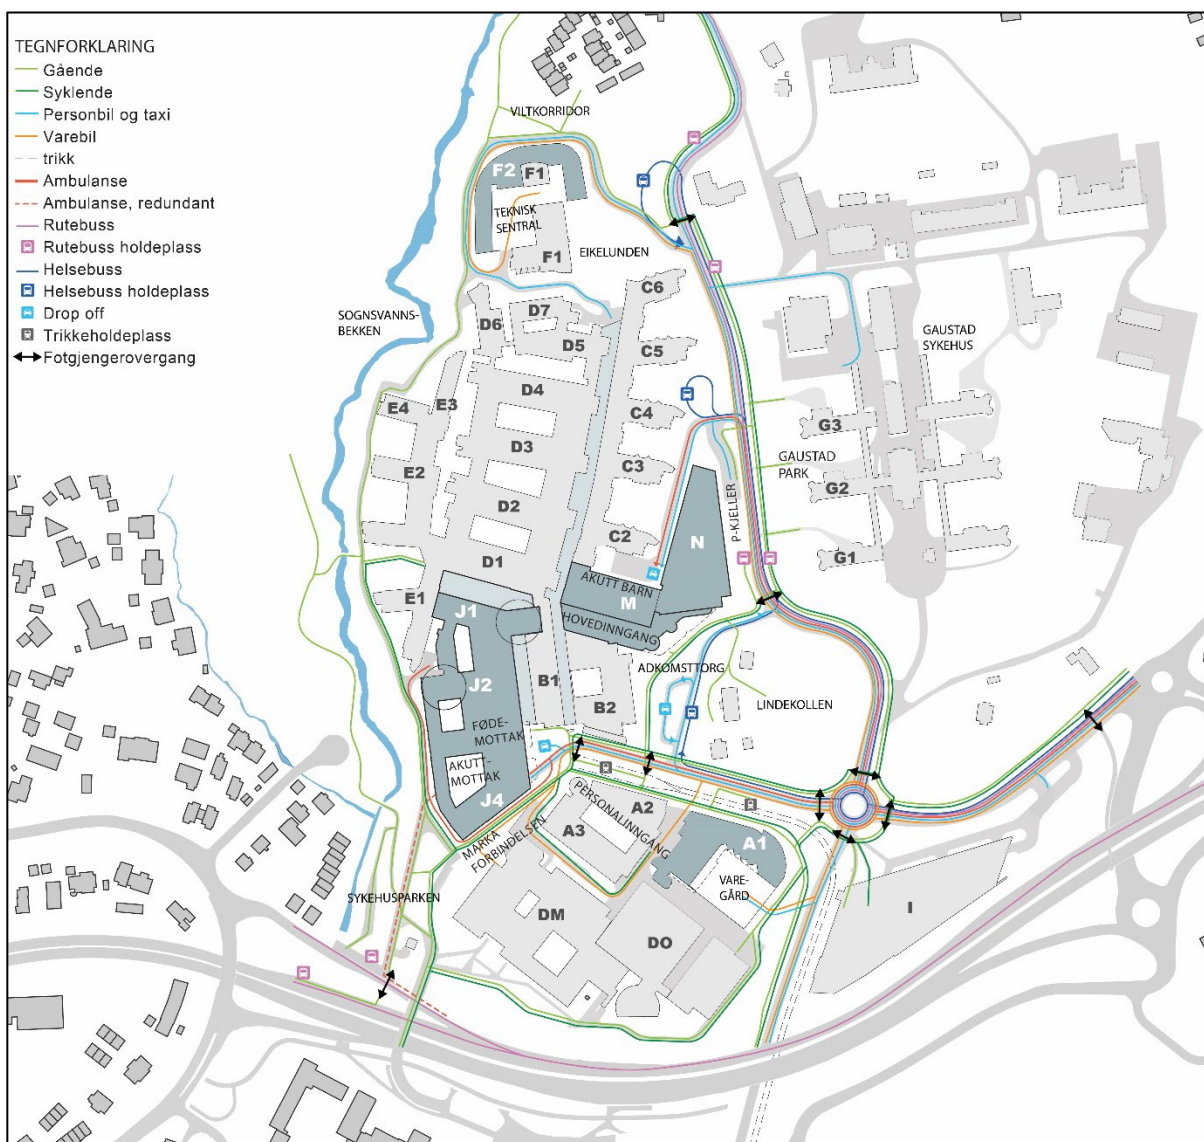 TEGNFORKLARING
Gående
Syklende
Personbil og taxi
Varebil
trikk
Ambulanse
Ambulanse, redundant
Rutebuss
Rutebuss holdeplass
Helsebuss
Helsebuss holdeplass
Drop off
Trikkeholdeplass
Fotgjengerovergang
VILTKORRIDOR
F2
F1
TEKNISK
SENTRAL
F1
EIKELUNDEN
C6
SOGNSVANNS-
BEKKEN
D7
D6
D5
C5
GAUSTAD
SYKEHUS
D4
E3
E4
C4
G3
D3
GAUSTAD
PARK
E2
C3
G2
P-KJELLER
D2
C2
N
G1
D1
AKUTT BARN
E1
M
J1
HOVEDINNGANG
ADKOMSTTORG
J2
B1
LINDEKOLLEN
B2
FØDE-
MOTTAK
AKUTT-
MOTTAK
J4
PERSONALINNGANG
A2
A3
A1
MARKA
FORBINDELSEN
VARE-
GÅRD
SYKEHUSPARKEN
I
DM
DO